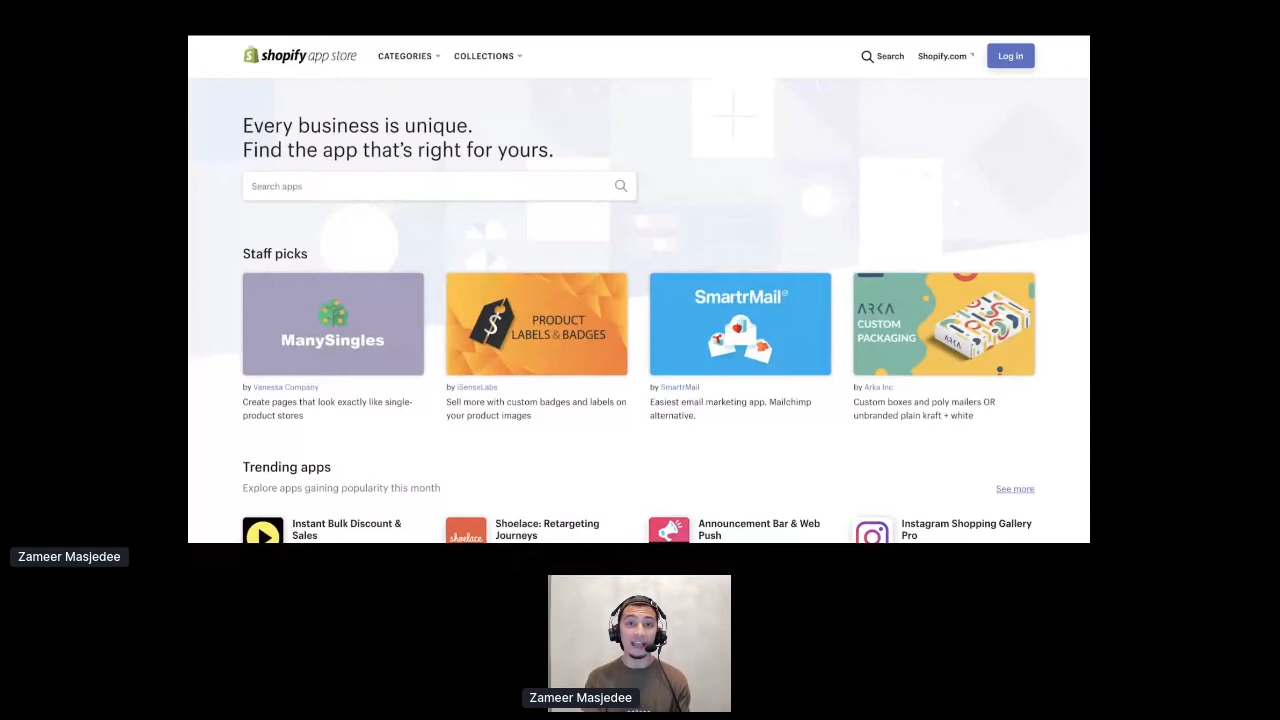 shopify app store
CATEGORIES
COLLECTIONS
Search
Shopify.com
Log in
Every business is unique.
Find the app that's right for yours.
Search apps
Staff picks
ManySingles
by Vanessa Company
Create pages that look exactly like single-
product stores
PRODUCT
LABELS & BADGES
by iSenseLabs
Sell more with custom badges and labels on
your product images
SmartrMail
by SmartrMail
Easiest email marketing app. Mailchimp
alternative.
ARKA
CUSTOM
PACKAGING
ARKA
by Arka Inc
Custom boxes and poly mailers OR
unbranded plain kraft + white
Trending apps
Explore apps gaining popularity this month
See more
Instant Bulk Discount &
Sales
shoelace
Shoelace: Retargeting
Journeys
Announcement Bar & Web
Push
Instagram Shopping Gallery
Pro
Zameer Masjedee
Zameer Masjedee